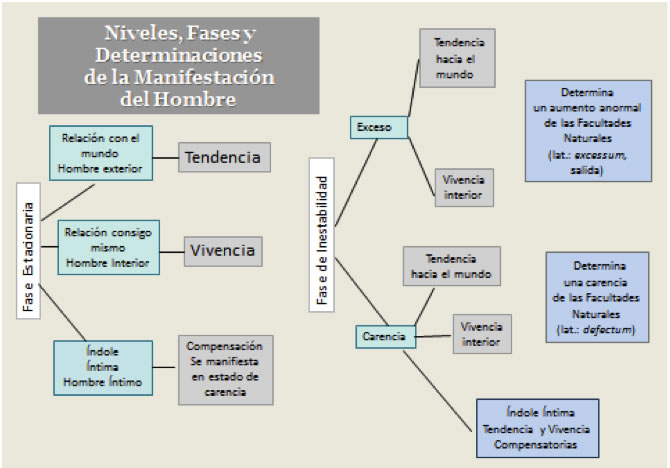 Niveles, Fases y
Determinaciones
de la Manifestación
del Hombre
Fase Estacionaria
Relación con el
mundo
Hombre exterior
Tendencia
Relación consigo
mismo
Hombre Interior
Vivencia
Índole
Íntima
Hombre Íntimo
Compensación
Se manifiesta
en estado de
carencia
Fase de Inestabilidad
Exceso
Tendencia
hacia el
mundo
Vivencia
interior
Determina
un aumento anormal
de las Facultades
Naturales
(lat.: excessum,
salida)
Carencia
Tendencia
hacia el mundo
Vivencia
interior
Determina
una carencia
de las Facultades
Naturales
(lat.: defectum)
Índole Íntima
Tendencia y Vivencia
Compensatorias